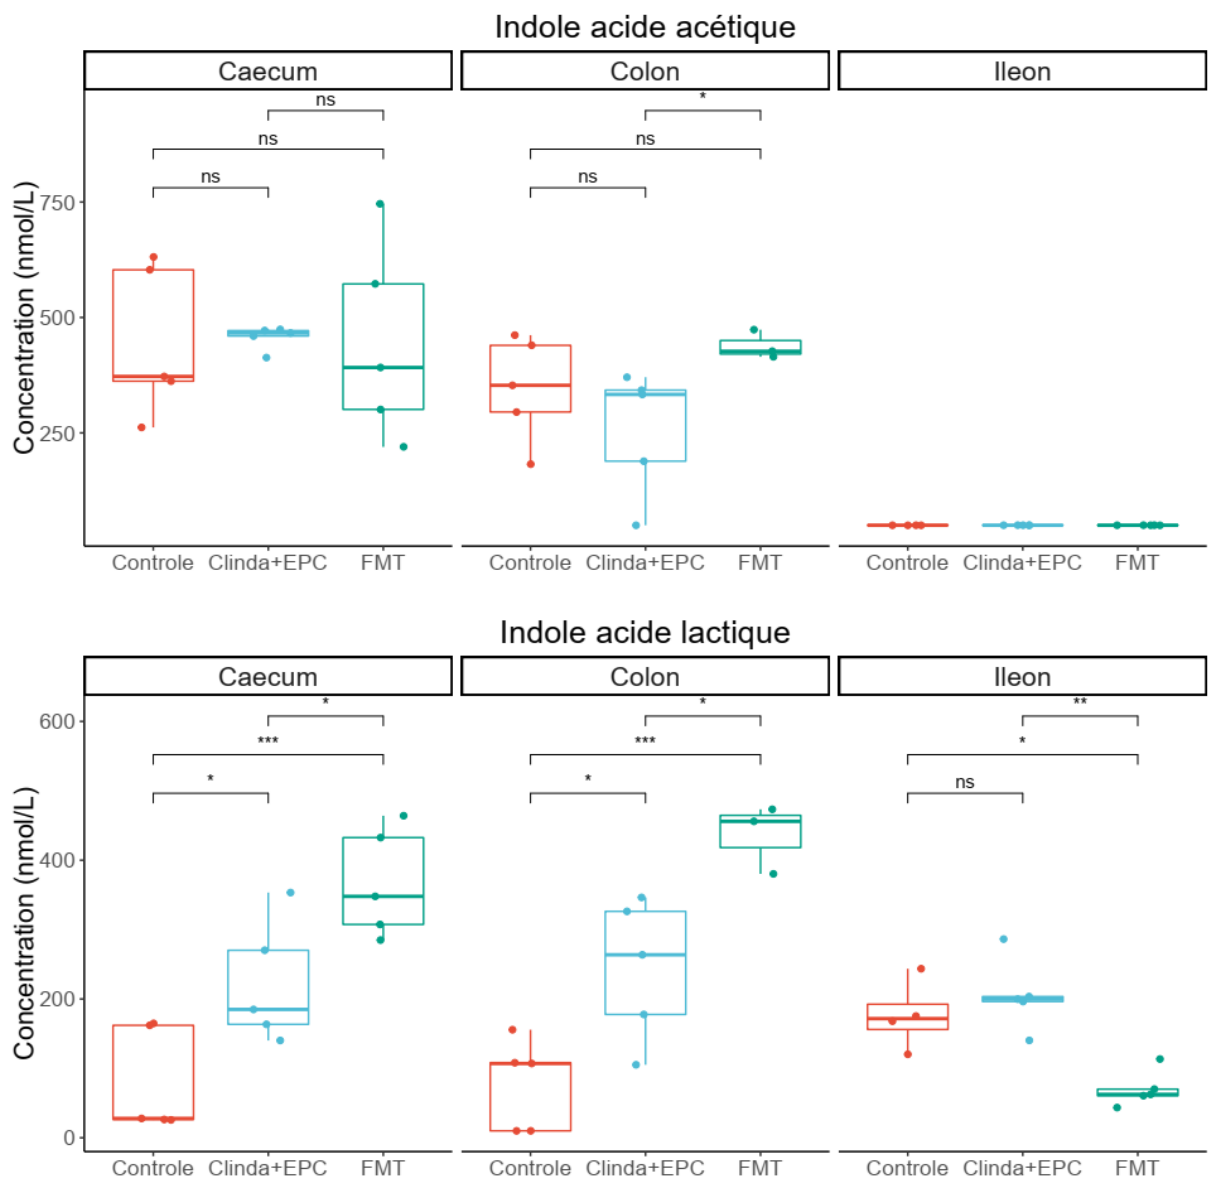 Indole acide acétique
Caecum Colon Ileon
ns *
ns ns
ns ns
Concentration (nmol/L)
750
500
250
Controle Clinda+EPC FMT Controle Clinda+EPC FMT Controle Clinda+EPC FMT
Indole acide lactique
Caecum Colon Ileon
* * **
*** *** *
* * ns
Concentration (nmol/L)
600
400
200
0
Controle Clinda+EPC FMT Controle Clinda+EPC FMT Controle Clinda+EPC FMT